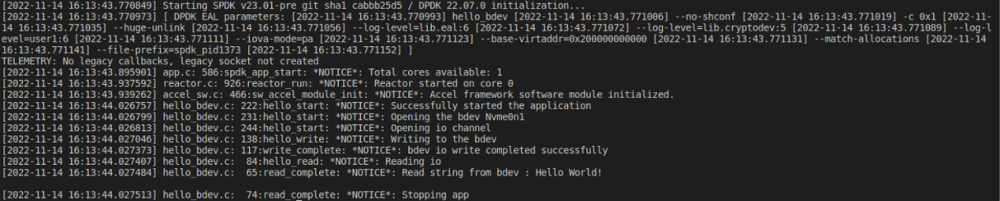 [2022-11-14 16:13:43.770849] Starting SPDK v23.01-pre git sha1 cabbb25d5 / DPDK 22.07.0 initialization...
[2022-11-14 16:13:43.770973] [ DPDK EAL parameters: [2022-11-14 16:13:43.770993] hello_bdev [2022-11-14 16:13:43.771006] --no-shconf [2022-11-14 16:13:43.771019] -c 0x1 [2022-11-
14 16:13:43.771035] --huge-unlink [2022-11-14 16:13:43.771056] --log-level=lib.eal:6 [2022-11-14 16:13:43.771072] --log-level=lib.cryptodev:5 [2022-11-14 16:13:43.771089] --log-l
evel=user1:6 [2022-11-14 16:13:43.771111] --iova-mode=pa [2022-11-14 16:13:43.771123] --base-virtaddr=0x200000000000 [2022-11-14 16:13:43.771131] --match-allocations [2022-11-14
16:13:43.771141] --file-prefix=spdk_pid1373 [2022-11-14 16:13:43.771152] ]
TELEMETRY: No legacy callbacks, legacy socket not created
[2022-11-14 16:13:43.895901] app.c: 586:spdk_app_start: *NOTICE*: Total cores available: 1
[2022-11-14 16:13:43.937592] reactor.c: 926:reactor_run: *NOTICE*: Reactor started on core 0
[2022-11-14 16:13:43.939262] accel_sw.c: 466:sw_accel_module_init: *NOTICE*: Accel framework software module initialized.
[2022-11-14 16:13:44.026757] hello_bdev.c: 222:hello_start: *NOTICE*: Successfully started the application
[2022-11-14 16:13:44.026799] hello_bdev.c: 231:hello_start: *NOTICE*: Opening the bdev Nvme0n1
[2022-11-14 16:13:44.026813] hello_bdev.c: 244:hello_start: *NOTICE*: Opening io channel
[2022-11-14 16:13:44.027046] hello_bdev.c: 138:hello_write: *NOTICE*: Writing to the bdev
[2022-11-14 16:13:44.027373] hello_bdev.c: 117:write_complete: *NOTICE*: bdev io write completed successfully
[2022-11-14 16:13:44.027407] hello_bdev.c:  84:hello_read: *NOTICE*: Reading io
[2022-11-14 16:13:44.027484] hello_bdev.c:  65:read_complete: *NOTICE*: Read string from bdev : Hello World!
[2022-11-14 16:13:44.027513] hello_bdev.c:  74:read_complete: *NOTICE*: Stopping app